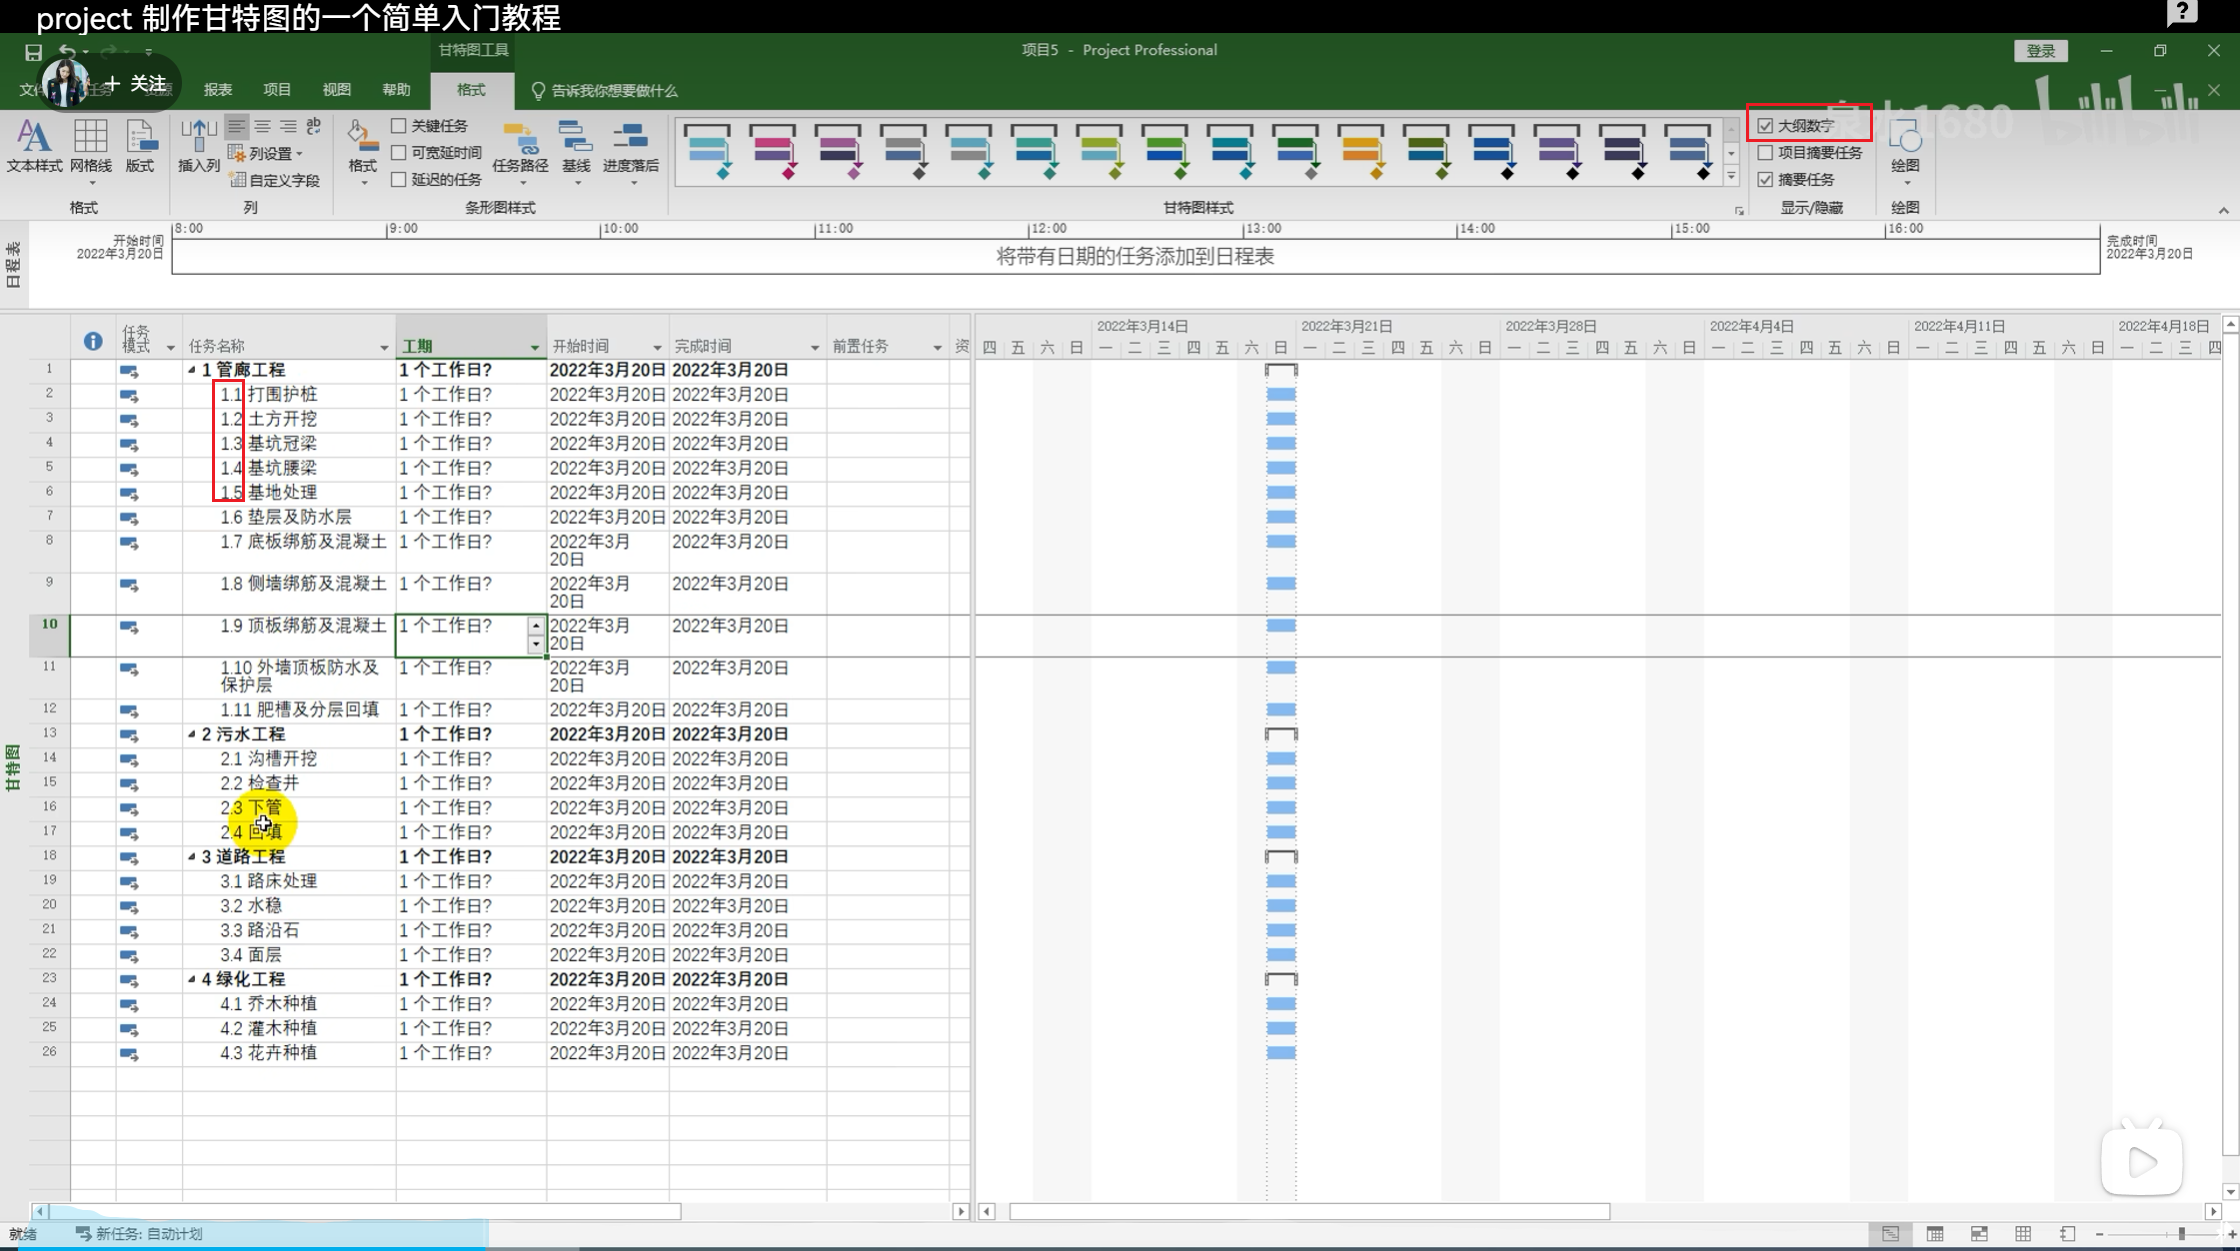 project 制作甘特图的一个简单入门教程
甘特图工具
项目5 - Project Professional
登录
+ 关注
报表
项目
视图
帮助
格式
告诉我你想要做什么
文本样式
网格线
版式
格式
插入列
列设置
自定义字段
列
格式
关键任务
可宽延时间
延迟的任务
任务路径
基线
进度落后
条形图样式
甘特图样式
大纲数字
项目摘要任务
摘要任务
显示/隐藏
绘图
绘图
1680
日程表
开始时间
2022年3月20日
8:00 9:00 10:00 11:00 12:00 13:00 14:00 15:00 16:00
将带有日期的任务添加到日程表
完成时间
2022年3月20日
任务模式 任务名称 工期 开始时间 完成时间 前置任务 资
2022年3月14日 2022年3月21日 2022年3月28日 2022年4月4日 2022年4月11日 2022年4月18日
四 五 六 日 一 二 三 四 五 六 日 一 二 三 四 五 六 日 一 二 三 四 五 六 日 一 二 三 四 五 六 日 一 二 三 四 五 六 日 一 二 三 四
1 1 管廊工程 1 个工作日? 2022年3月20日 2022年3月20日
2 1.1 打围护桩 1 个工作日? 2022年3月20日 2022年3月20日
3 1.2 土方开挖 1 个工作日? 2022年3月20日 2022年3月20日
4 1.3 基坑冠梁 1 个工作日? 2022年3月20日 2022年3月20日
5 1.4 基坑腰梁 1 个工作日? 2022年3月20日 2022年3月20日
6 1.5 基地处理 1 个工作日? 2022年3月20日 2022年3月20日
7 1.6 垫层及防水层 1 个工作日? 2022年3月20日 2022年3月20日
8 1.7 底板绑筋及混凝土 1 个工作日? 2022年3月20日 2022年3月20日
9 1.8 侧墙绑筋及混凝土 1 个工作日? 2022年3月20日 2022年3月20日
10 1.9 顶板绑筋及混凝土 1 个工作日? 2022年3月20日 2022年3月20日
11 1.10 外墙顶板防水及保护层 1 个工作日? 2022年3月20日 2022年3月20日
12 1.11 肥槽及分层回填 1 个工作日? 2022年3月20日 2022年3月20日
13 2 污水工程 1 个工作日? 2022年3月20日 2022年3月20日
14 2.1 沟槽开挖 1 个工作日? 2022年3月20日 2022年3月20日
15 2.2 检查井 1 个工作日? 2022年3月20日 2022年3月20日
16 2.3 下管 1 个工作日? 2022年3月20日 2022年3月20日
17 2.4 回填 1 个工作日? 2022年3月20日 2022年3月20日
18 3 道路工程 1 个工作日? 2022年3月20日 2022年3月20日
19 3.1 路床处理 1 个工作日? 2022年3月20日 2022年3月20日
20 3.2 水稳 1 个工作日? 2022年3月20日 2022年3月20日
21 3.3 路沿石 1 个工作日? 2022年3月20日 2022年3月20日
22 3.4 面层 1 个工作日? 2022年3月20日 2022年3月20日
23 4 绿化工程 1 个工作日? 2022年3月20日 2022年3月20日
24 4.1 乔木种植 1 个工作日? 2022年3月20日 2022年3月20日
25 4.2 灌木种植 1 个工作日? 2022年3月20日 2022年3月20日
26 4.3 花卉种植 1 个工作日? 2022年3月20日 2022年3月20日
甘特图
就绪
新任务: 自动计划